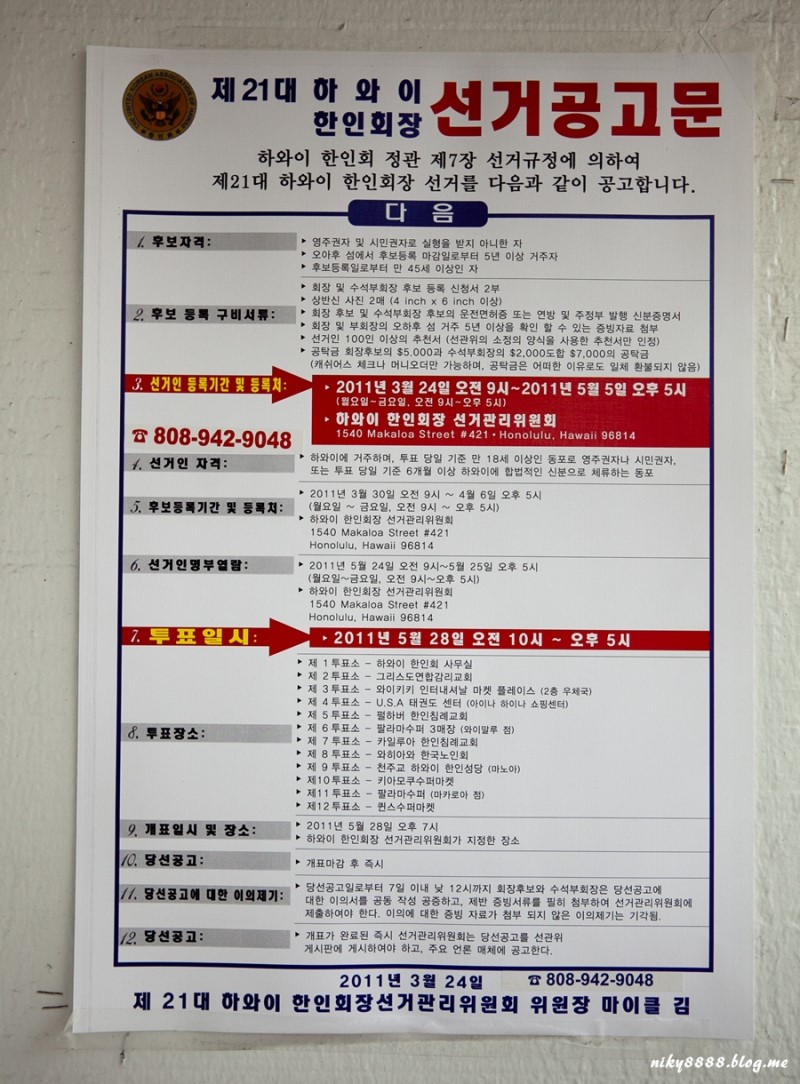 제21대 하 와 이
한인회장
선거공고문
하와이 한인회 정관 제7장 선거규정에 의하여
제21대 하와이 한인회장 선거를 다음과 같이 공고합니다.
다 음
1. 후보자격:
▶ 영주권자 및 시민권자로 실형을 받지 아니한 자
▶ 오아후 섬에서 후보등록 마감일로부터 5년 이상 거주자
▶ 후보등록일로부터 만 45세 이상인 자
2. 후보 등록 구비서류:
▶ 회장 및 수석부회장 후보 등록 신청서 2부
▶ 상반신 사진 2매 (4 inch x 6 inch 이상)
▶ 회장 후보 및 수석부회장 후보의 운전면허증 또는 연방 및 주정부 발행 신분증명서
▶ 회장 및 부회장의 오하후 섬 거주 5년 이상을 확인 할 수 있는 증빙자료 첨부
▶ 선거인 100인 이상의 추천서 (선관위의 소정의 양식을 사용한 추천서만 인정)
▶ 공탁금 회장후보의 $5,000과 수석부회장의 $2,000도합 $7,000의 공탁금
(캐쉬어스 체크나 머니오더만 가능하며, 공탁금은 어떠한 이유로도 일체 환불되지 않음)
3. 선거인 등록기간 및 등록처:
▶ 2011년 3월 24일 오전 9시~2011년 5월 5일 오후 5시
(월요일~금요일, 오전 9시~오후 5시)
▶ 하와이 한인회장 선거관리위원회
1540 Makaloa Street #421 · Honolulu, Hawaii 96814
☎ 808-942-9048
4. 선거인 자격:
▶ 하와이에 거주하며, 투표 당일 기준 만 18세 이상인 동포로 영주권자나 시민권자,
또는 투표 당일 기준 6개월 이상 하와이에 합법적인 신분으로 체류하는 동포
5. 후보등록기간 및 등록처:
▶ 2011년 3월 30일 오전 9시 ~ 4월 6일 오후 5시
(월요일 ~ 금요일, 오전 9시 ~ 오후 5시)
▶ 하와이 한인회장 선거관리위원회
1540 Makaloa Street #421
Honolulu, Hawaii 96814
6. 선거인명부열람:
▶ 2011년 5월 24일 오전 9시~5월 25일 오후 5시
(월요일~금요일, 오전 9시~오후 5시)
▶ 하와이 한인회장 선거관리위원회
1540 Makaloa Street #421
Honolulu, Hawaii 96814
7. 투표일시:
▶ 2011년 5월 28일 오전 10시 ~ 오후 5시
8. 투표장소:
▶ 제 1 투표소 - 하와이 한인회 사무실
▶ 제 2 투표소 - 그리스도연합감리교회
▶ 제 3 투표소 - 와이키키 인터내셔날 마켓 플레이스 (2층 우체국)
▶ 제 4 투표소 - U.S.A 태권도 센터 (아이나 하이나 쇼핑센터)
▶ 제 5 투표소 - 펄하버 한인침례교회
▶ 제 6 투표소 - 팔라마수퍼 3매장 (와이말루 점)
▶ 제 7 투표소 - 카일루아 한인침례교회
▶ 제 8 투표소 - 와히아와 한국노인회
▶ 제 9 투표소 - 천주교 하와이 한인성당 (마노아)
▶ 제10 투표소 - 키아모쿠수퍼마켓
▶ 제11 투표소 - 팔라마수퍼 (마카로아 점)
▶ 제12 투표소 - 퀸스수퍼마켓
9. 개표일시 및 장소:
▶ 2011년 5월 28일 오후 7시
▶ 하와이 한인회장 선거관리위원회가 지정한 장소
10. 당선공고:
▶ 개표마감 후 즉시
11. 당선공고에 대한 이의제기:
▶ 당선공고일로부터 7일 이내 낮 12시까지 회장후보와 수석부회장은 당선공고에
대한 이의서를 공동 작성 공증하고, 제반 증빙서류를 필히 첨부하여 선거관리위원회에
제출하여야 한다. 이의에 대한 증빙 자료가 첨부 되지 않은 이의제기는 기각됨.
12. 당선공고:
▶ 개표가 완료된 즉시 선거관리위원회는 당선공고를 선관위
게시판에 게시하여야 하고, 주요 언론 매체에 공고한다.
2011년 3월 24일 ☎ 808-942-9048
제 21대 하와이 한인회장선거관리위원회 위원장 마이클 김
niky8888.blog.me